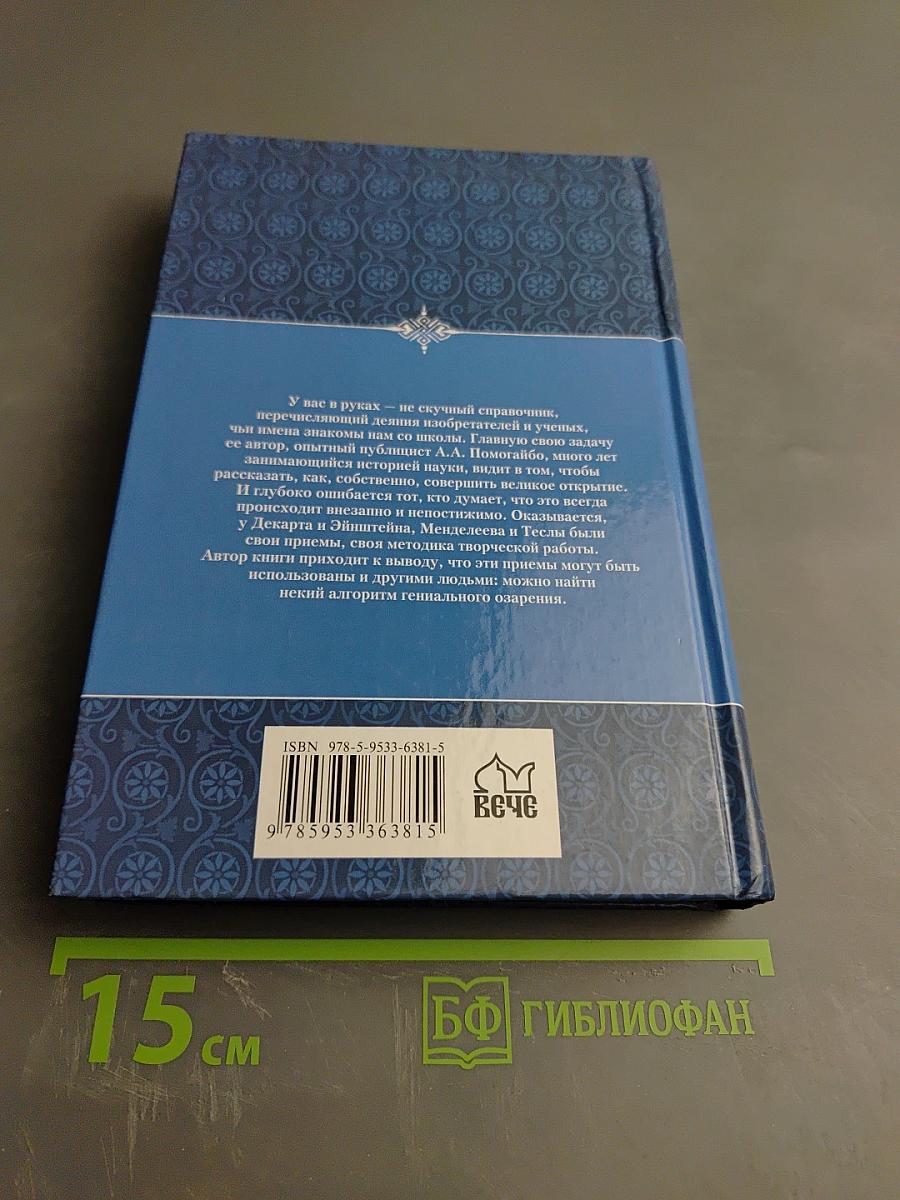 У вас в руках — не скучный справочник,
перечисляющий деяния изобретателей и ученых,
чьи имена знакомы нам со школы. Главную свою задачу
ее автор, опытный публицист А.А. Помогайбо, много лет
занимающийся историей науки, видит в том, чтобы
рассказать, как, собственно, совершить великое открытие.
И глубоко ошибается тот, кто думает, что это всегда
происходит внезапно и непостижимо. Оказывается,
у Декарта и Эйнштейна, Менделеева и Теслы были
свои приемы, своя методика творческой работы.
Автор книги приходит к выводу, что эти приемы могут быть
использованы и другими людьми: можно найти
некий алгоритм гениального озарения.
ISBN 978-5-9533-6381-5
9 785953 363815
ВЕЧЕ
15 см
БФ ГИБЛИОФАН